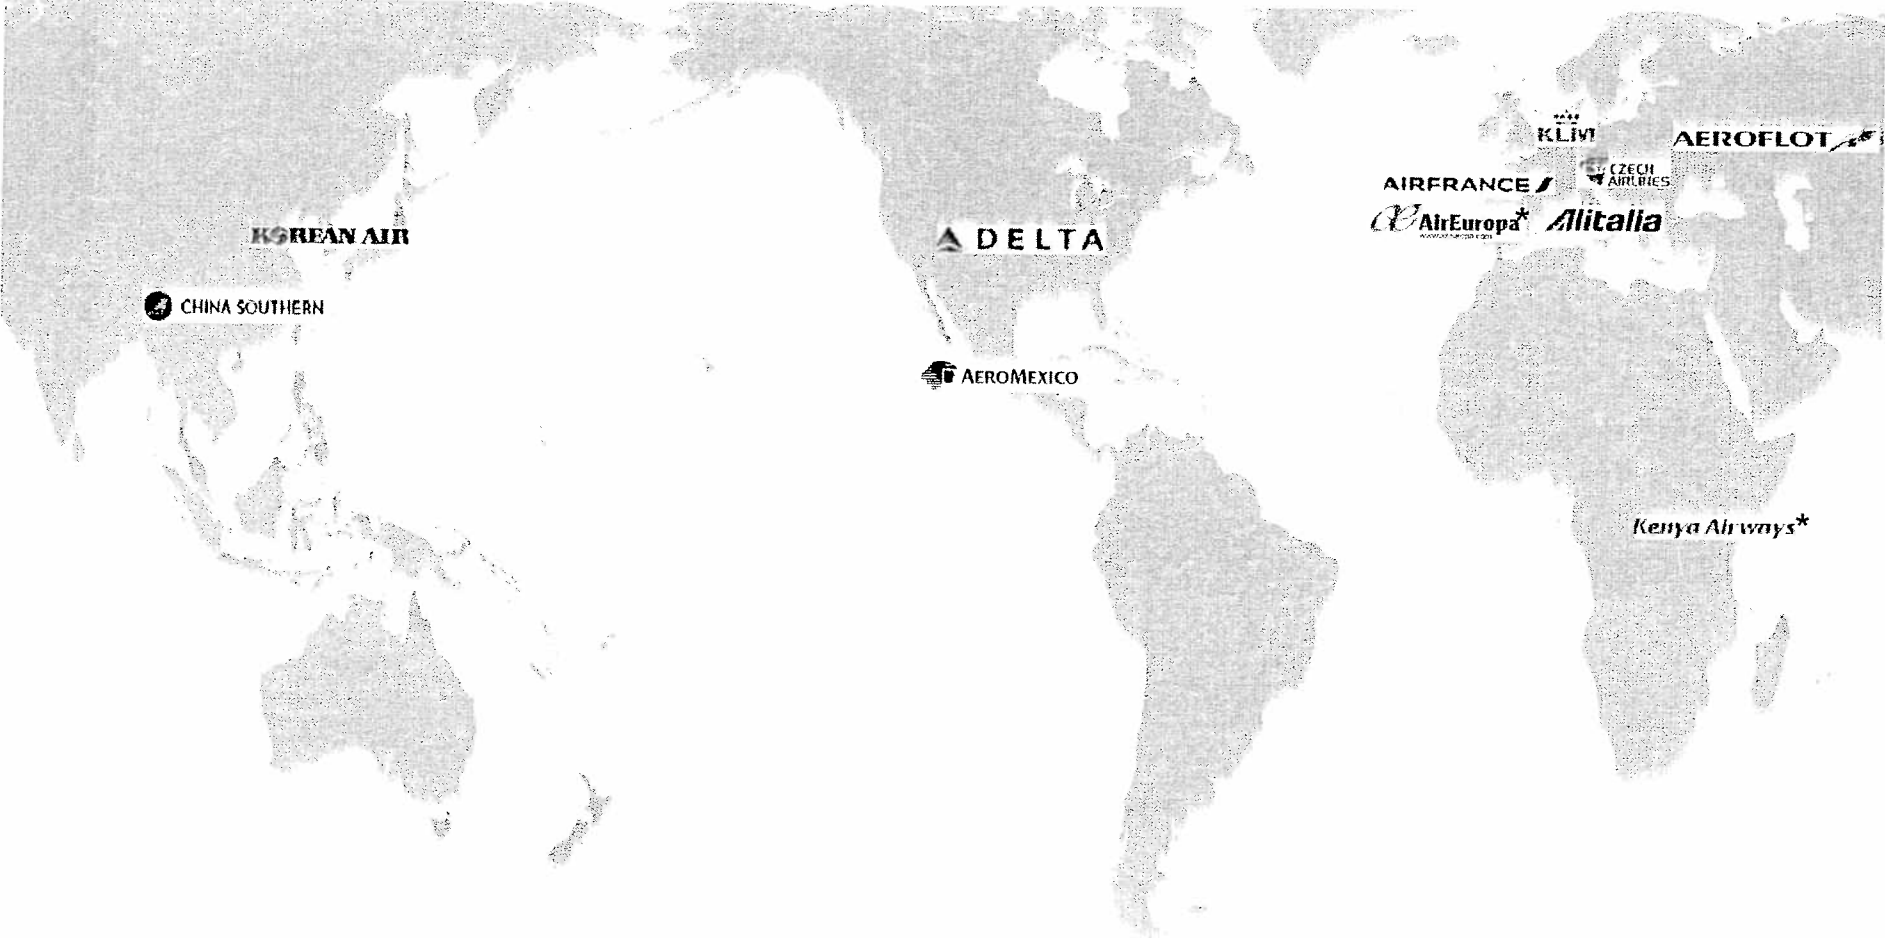 KLM
AEROFLOT
CZECH
AIRLINES
AIRFRANCE
AirEuropa*
Alitalia
KOREAN AIR
DELTA
CHINA SOUTHERN
AEROMEXICO
Kenya Airways*